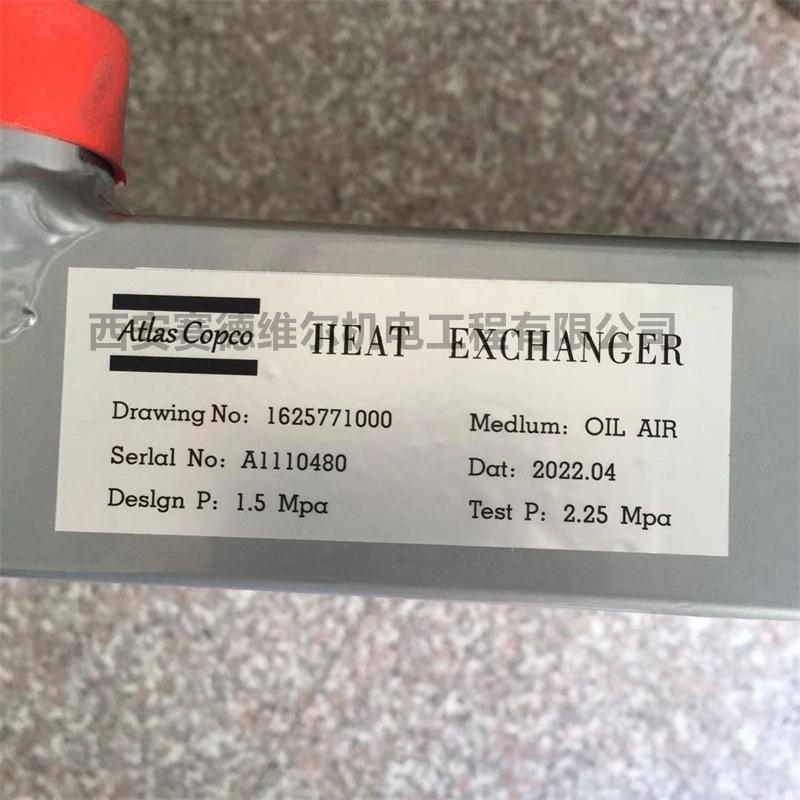 西安赛德维尔机电工程有限公司
Atlas Copco HEAT EXCHANGER
Drawing No: 1625771000 Medlum: OIL AIR
Serlal No: A1110480 Dat: 2022.04
Deslgn P: 1.5 Mpa Test P: 2.25 Mpa